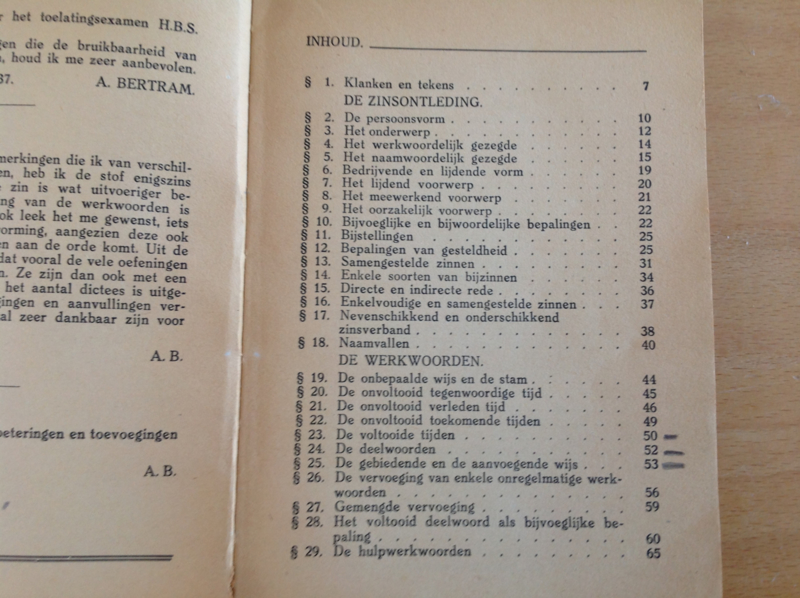 het toelatingsexamen H.B.S.
die de bruikbaarheid van
houd ik me zeer aanbevolen.
A. BERTRAM.
die ik van verschil-
heb ik de stof enigszins
zin is wat uitvoeriger be-
van de werkwoorden is
leek het me gewenst, iets
aangezien deze ook
aan de orde komt. Uit de
dat vooral de vele oefeningen
Ze zijn dan ook met een
het aantal dictees is uitge-
en aanvullingen ver-
zeer dankbaar zijn voor
A. B.
en toevoegingen
A. B.
INHOUD.
§ 1. Klanken en tekens . . . . . . . . . . 7
DE ZINSONTLEDING.
§ 2. De persoonsvorm . . . . . . . . . . 10
§ 3. Het onderwerp . . . . . . . . . . 12
§ 4. Het werkwoordelijk gezegde . . . . . . 14
§ 5. Het naamwoordelijk gezegde . . . . . . 15
§ 6. Bedrijvende en lijdende vorm . . . . . . 19
§ 7. Het lijdend voorwerp . . . . . . . . 20
§ 8. Het meewerkend voorwerp . . . . . . . 21
§ 9. Het oorzakelijk voorwerp . . . . . . . 22
§ 10. Bijvoeglijke en bijwoordelijke bepalingen . . 22
§ 11. Bijstellingen . . . . . . . . . . . 25
§ 12. Bepalingen van gesteldheid . . . . . . 25
§ 13. Samengestelde zinnen . . . . . . . . 31
§ 14. Enkele soorten van bijzinnen . . . . . . 34
§ 15. Directe en indirecte rede . . . . . . . 36
§ 16. Enkelvoudige en samengestelde zinnen . . . 37
§ 17. Nevenschikkend en onderschikkend
zinsverband . . . . . . . . . . . 38
§ 18. Naamvallen . . . . . . . . . . . 40
DE WERKWOORDEN.
§ 19. De onbepaalde wijs en de stam . . . . . 44
§ 20. De onvoltooid tegenwoordige tijd . . . . 45
§ 21. De onvoltooid verleden tijd . . . . . . 46
§ 22. De onvoltooid toekomende tijden . . . . 49
§ 23. De voltooide tijden . . . . . . . . 50
§ 24. De deelwoorden . . . . . . . . . . 52
§ 25. De gebiedende en de aanvoegende wijs . . . 53
§ 26. De vervoeging van enkele onregelmatige werk-
woorden . . . . . . . . . . . . 56
§ 27. Gemengde vervoeging . . . . . . . . 59
§ 28. Het voltooid deelwoord als bijvoeglijke be-
paling . . . . . . . . . . . . . 60
§ 29. De hulpwerkwoorden . . . . . . . . 65